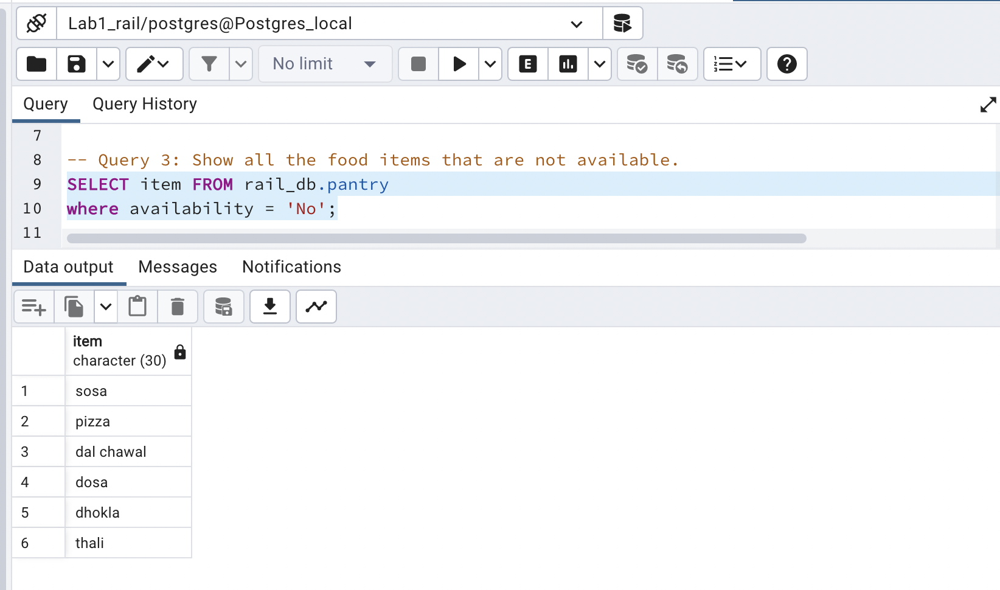 Lab1_rail/postgres@Postgres_local
No limit
E
Query Query History
7
8 -- Query 3: Show all the food items that are not available.
9 SELECT item FROM rail_db.pantry
10 where availability = 'No';
11
Data output Messages Notifications
item
character (30)
1 sosa
2 pizza
3 dal chawal
4 dosa
5 dhokla
6 thali